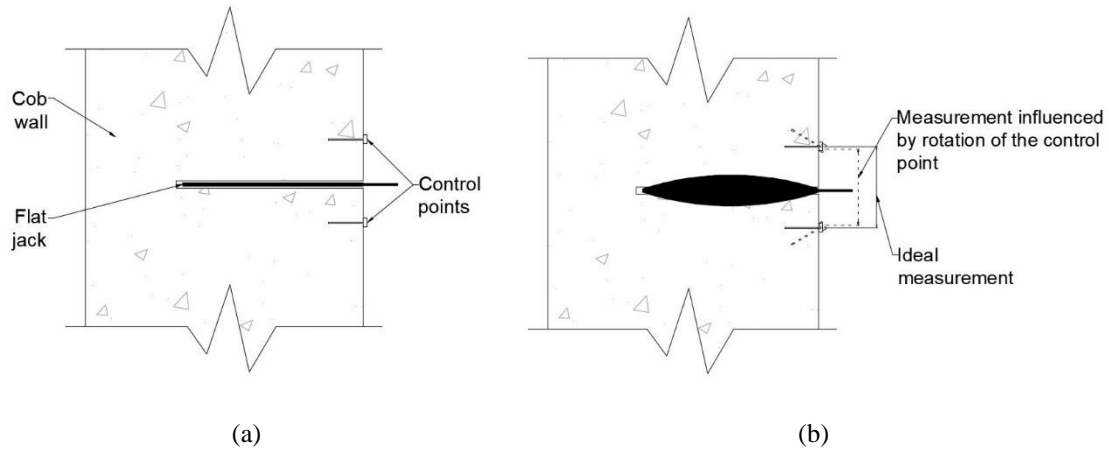 Cob
wall
Flat
jack
Control
points
(a)
Measurement influenced
by rotation of the control
point
Ideal
measurement
(b)